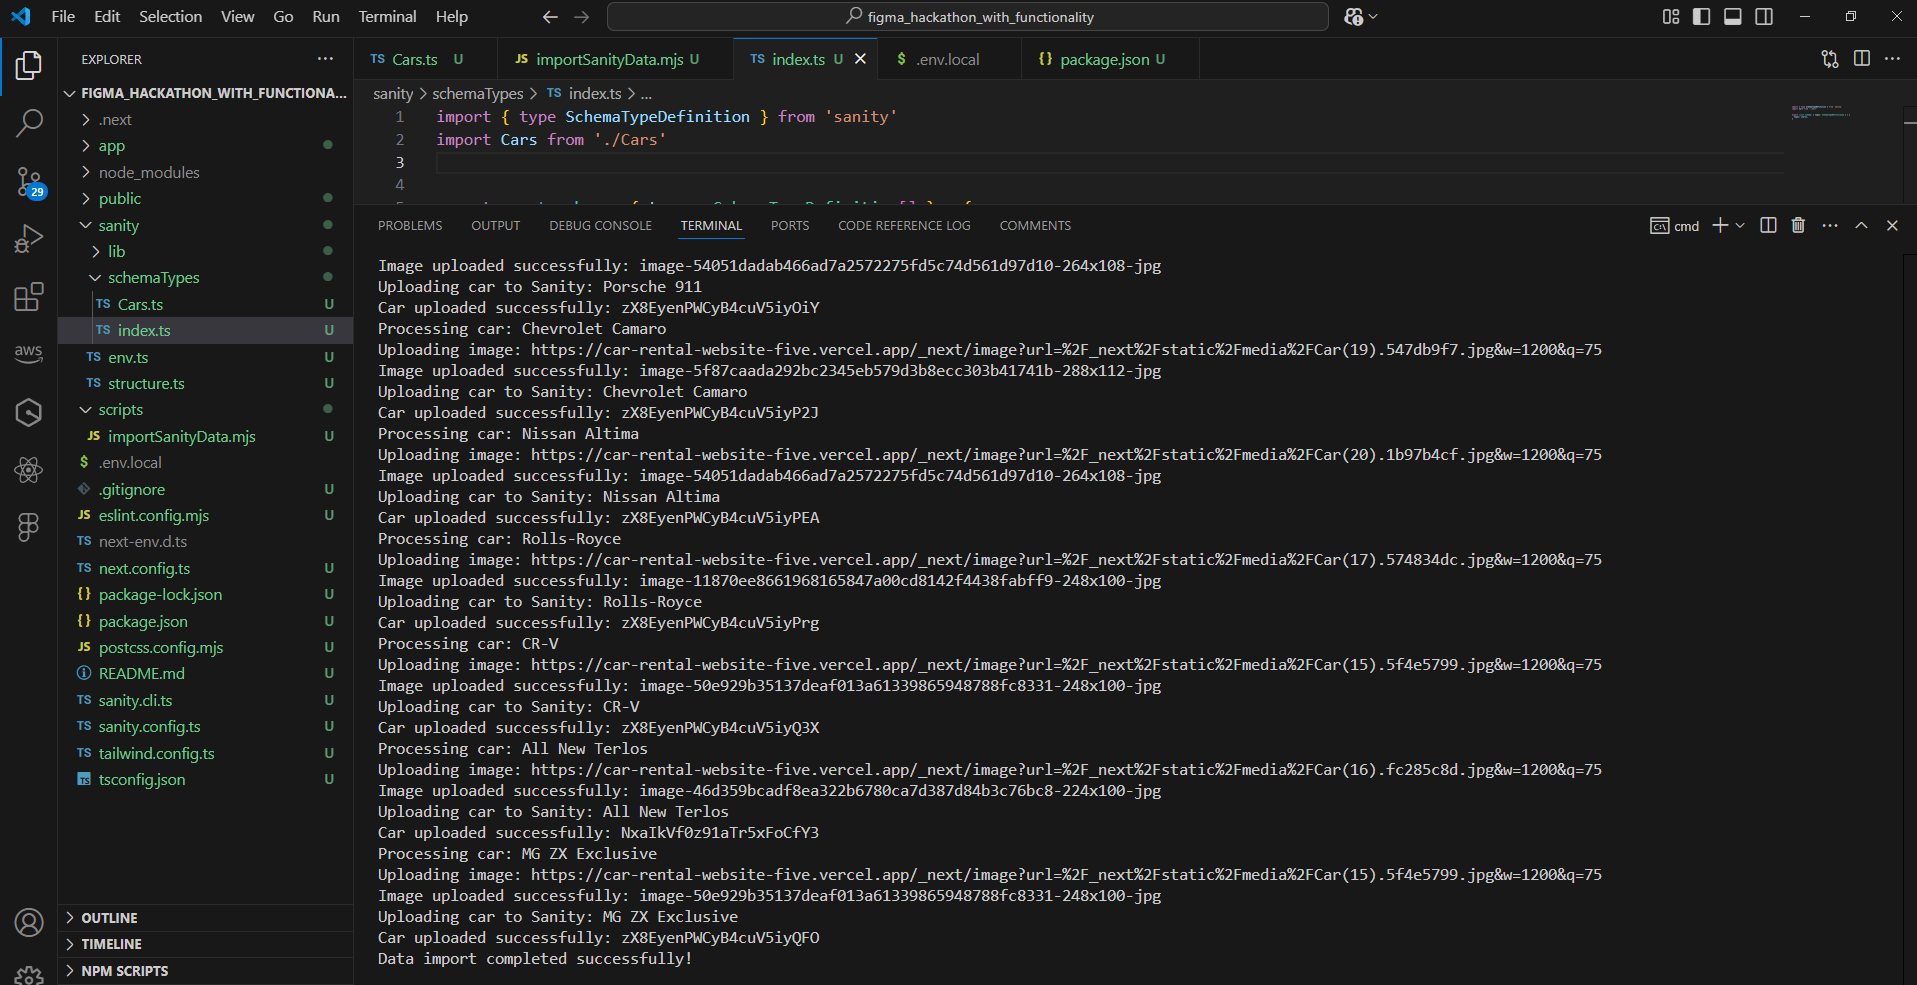 File Edit Selection View Go Run Terminal Help
figma_hackathon_with_functionality
EXPLORER
FIGMA_HACKATHON_WITH_FUNCTIONA...
.next
app
node_modules
public
sanity
lib
schemaTypes
TS Cars.ts U
TS index.ts U
TS env.ts U
TS structure.ts U
scripts
JS importSanityData.mjs U
$ .env.local
.gitignore U
JS eslint.config.mjs U
TS next-env.d.ts
TS next.config.ts U
{} package-lock.json U
{} package.json U
JS postcss.config.mjs U
README.md U
TS sanity.cli.ts U
TS sanity.config.ts U
TS tailwind.config.ts U
TS tsconfig.json U
OUTLINE
TIMELINE
NPM SCRIPTS
29
aws
TS Cars.ts U
JS importSanityData.mjs U
TS index.ts U
$ .env.local
{} package.json U
sanity > schemaTypes > TS index.ts > ...
1 import { type SchemaTypeDefinition } from 'sanity'
2 import Cars from './Cars'
3
4
PROBLEMS OUTPUT DEBUG CONSOLE TERMINAL PORTS CODE REFERENCE LOG COMMENTS
cmd
Image uploaded successfully: image-54051dadab466ad7a2572275fd5c74d561d97d10-264x108-jpg
Uploading car to Sanity: Porsche 911
Car uploaded successfully: zX8EyenPWCyB4cuV5iyOiY
Processing car: Chevrolet Camaro
Uploading image: https://car-rental-website-five.vercel.app/_next/image?url=%2F_next%2Fstatic%2Fmedia%2FCar(19).547db9f7.jpg&w=1200&q=75
Image uploaded successfully: image-5f87caada292bc2345eb579d3b8ecc303b41741b-288x112-jpg
Uploading car to Sanity: Chevrolet Camaro
Car uploaded successfully: zX8EyenPWCyB4cuV5iyP2J
Processing car: Nissan Altima
Uploading image: https://car-rental-website-five.vercel.app/_next/image?url=%2F_next%2Fstatic%2Fmedia%2FCar(20).1b97b4cf.jpg&w=1200&q=75
Image uploaded successfully: image-54051dadab466ad7a2572275fd5c74d561d97d10-264x108-jpg
Uploading car to Sanity: Nissan Altima
Car uploaded successfully: zX8EyenPWCyB4cuV5iyPEA
Processing car: Rolls-Royce
Uploading image: https://car-rental-website-five.vercel.app/_next/image?url=%2F_next%2Fstatic%2Fmedia%2FCar(17).574834dc.jpg&w=1200&q=75
Image uploaded successfully: image-11870ee8661968165847a00cd8142f4438fabff9-248x100-jpg
Uploading car to Sanity: Rolls-Royce
Car uploaded successfully: zX8EyenPWCyB4cuV5iyPrg
Processing car: CR-V
Uploading image: https://car-rental-website-five.vercel.app/_next/image?url=%2F_next%2Fstatic%2Fmedia%2FCar(15).5f4e5799.jpg&w=1200&q=75
Image uploaded successfully: image-50e929b35137deaf013a61339865948788fc8331-248x100-jpg
Uploading car to Sanity: CR-V
Car uploaded successfully: zX8EyenPWCyB4cuV5iyQ3X
Processing car: All New Terlos
Uploading image: https://car-rental-website-five.vercel.app/_next/image?url=%2F_next%2Fstatic%2Fmedia%2FCar(16).fc285c8d.jpg&w=1200&q=75
Image uploaded successfully: image-46d359bcadf8ea322b6780ca7d387d84b3c76bc8-224x100-jpg
Uploading car to Sanity: All New Terlos
Car uploaded successfully: NxaIkVf0z91aTr5xFoCfY3
Processing car: MG ZX Exclusive
Uploading image: https://car-rental-website-five.vercel.app/_next/image?url=%2F_next%2Fstatic%2Fmedia%2FCar(15).5f4e5799.jpg&w=1200&q=75
Image uploaded successfully: image-50e929b35137deaf013a61339865948788fc8331-248x100-jpg
Uploading car to Sanity: MG ZX Exclusive
Car uploaded successfully: zX8EyenPWCyB4cuV5iyQFO
Data import completed successfully!